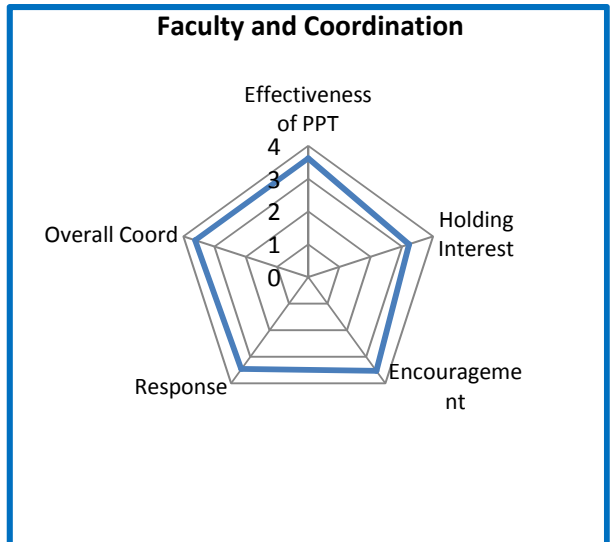 Faculty and Coordination
Effectiveness
of PPT
4
3
2
1
0
Holding
Interest
Encourageme
nt
Response
Overall Coord